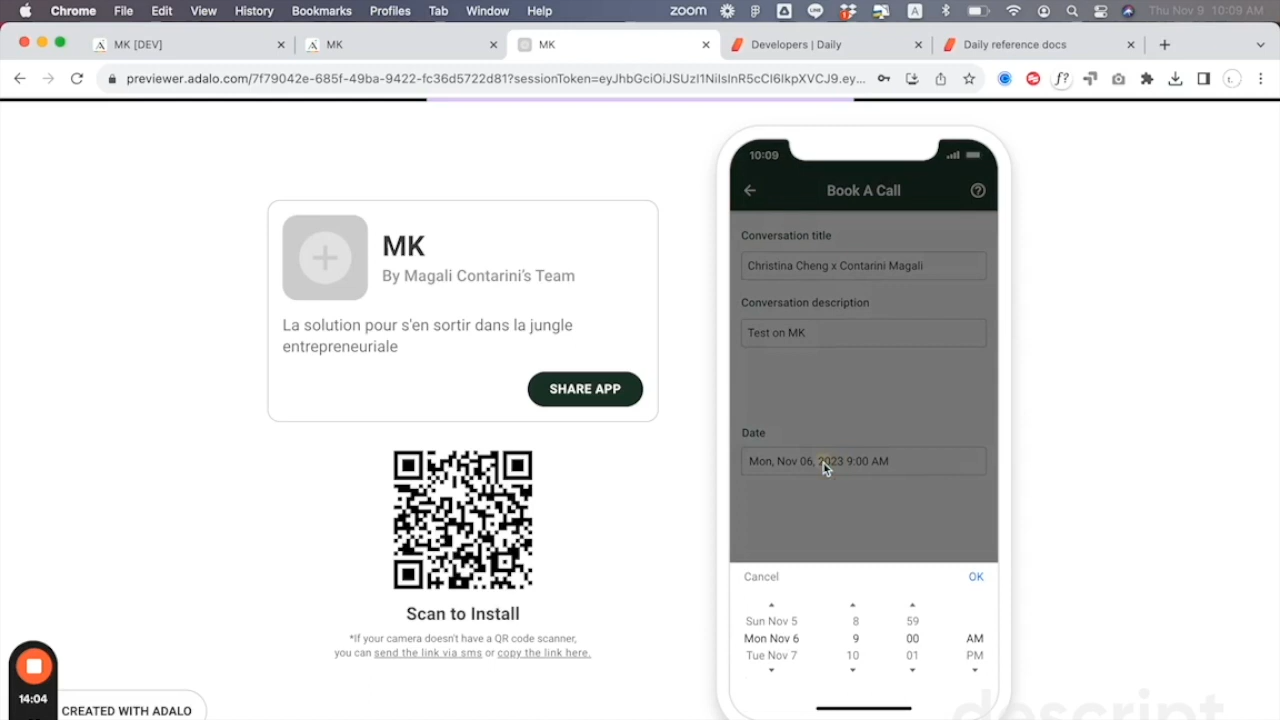 Chrome File Edit View History Bookmarks Profiles Tab Window Help zoom A Thu Nov 9 10:09 AM
MK [DEV] MK MK Developers | Daily Daily reference docs
previewer.adalo.com/7f79042e-685f-49ba-9422-fc36d5722d81?sessionToken=eyJhbGciOiJSUzI1NiIsInR5cCI6IkpXVCJ9.ey...
f?
10:09
Book A Call
Conversation title
Christina Cheng x Contarini Magali
Conversation description
Test on MK
Date
Mon, Nov 06, 2023 9:00 AM
Cancel OK
Sun Nov 5 8 59
Mon Nov 6 9 00 AM
Tue Nov 7 10 01 PM
MK
By Magali Contarini's Team
La solution pour s'en sortir dans la jungle
entrepreneuriale
SHARE APP
Scan to Install
*If your camera doesn't have a QR code scanner,
you can send the link via sms or copy the link here.
14:04
CREATED WITH ADALO
descript